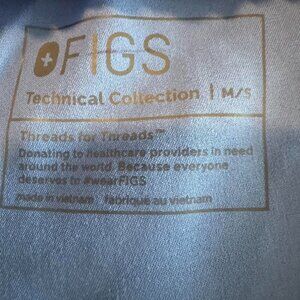 FIGS
Technical Collection | M/S
Threads for Threads™
Donating to healthcare providers in need
around the world. Because everyone
deserves to #wearFIGS
made in vietnam | fabriqué au vietnam